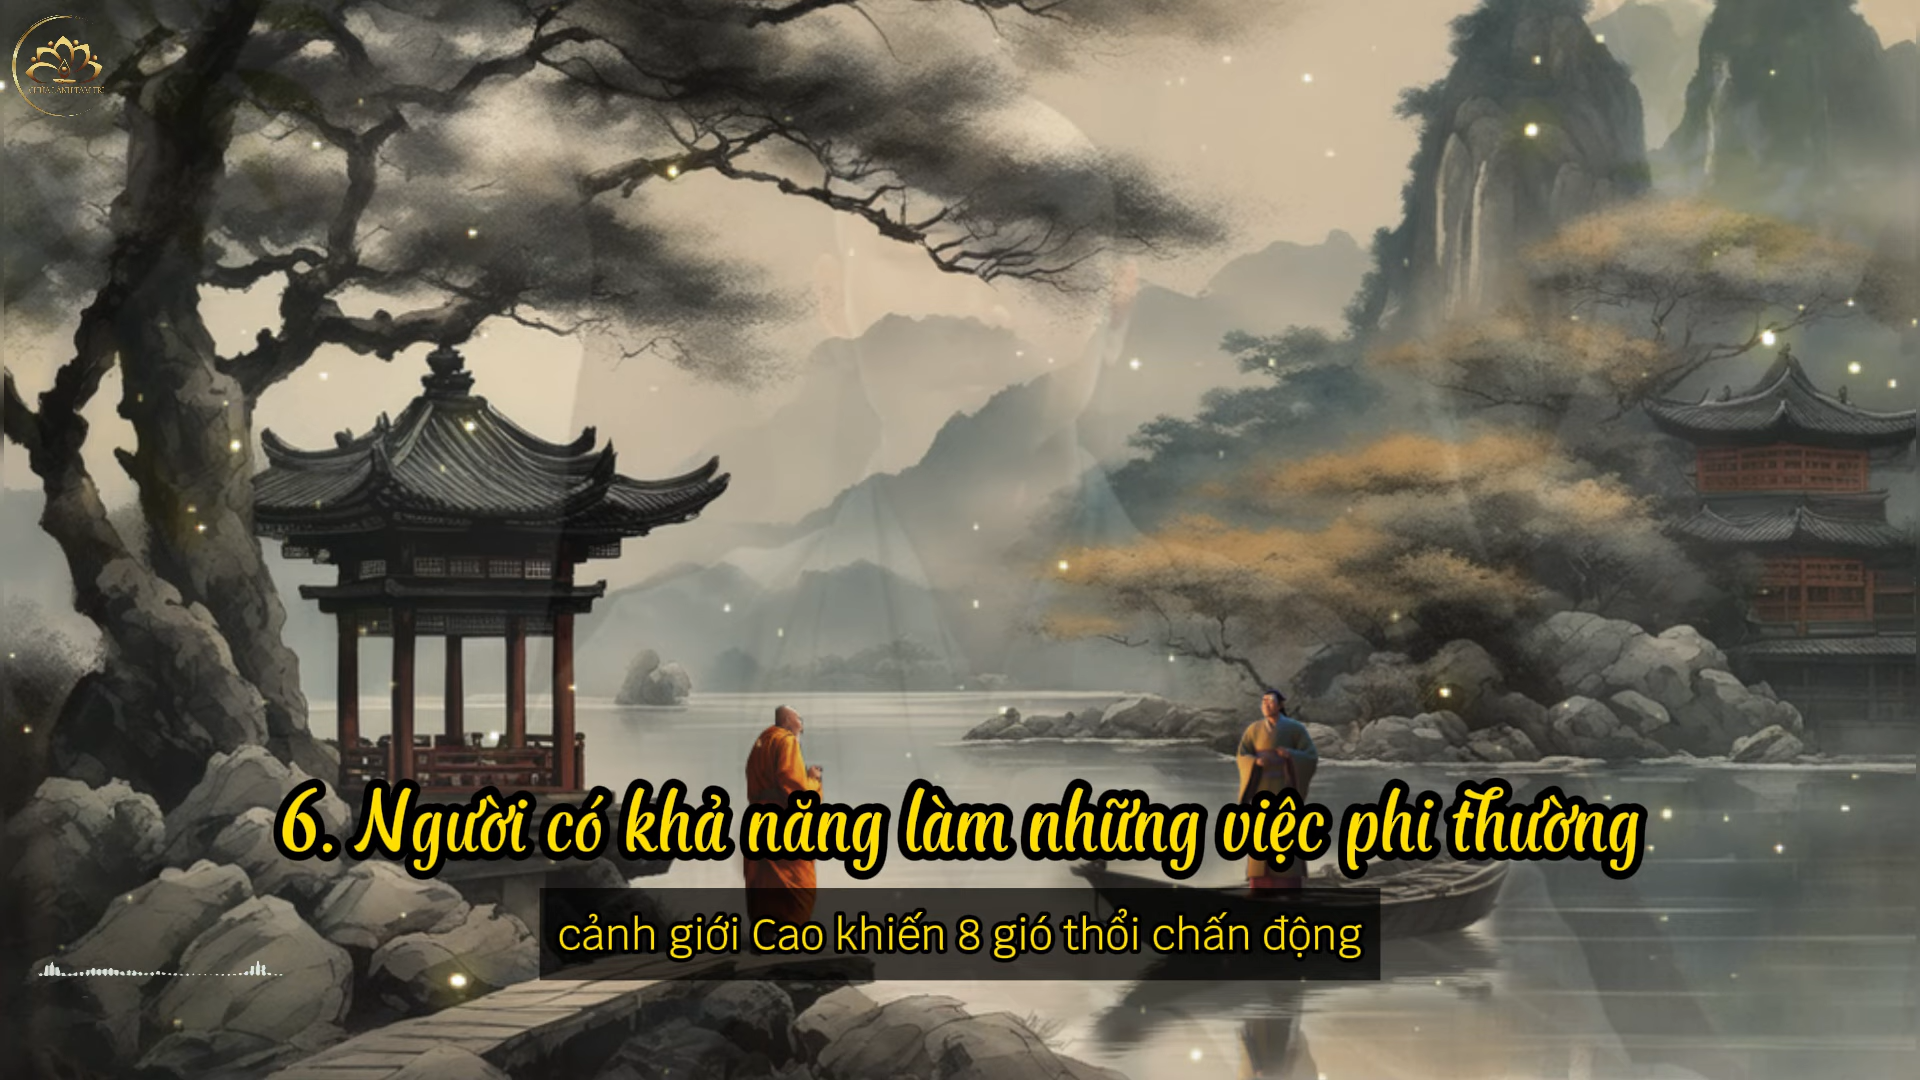 6. Người có khả năng làm những việc phi thường
cảnh giới Cao khiến 8 gió thổi chấn động